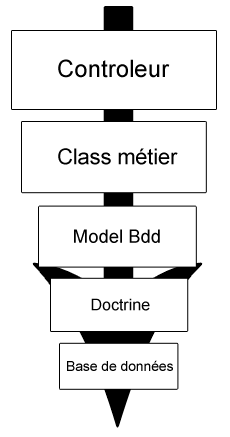 Controleur
Class métier
Model Bdd
Doctrine
Base de données